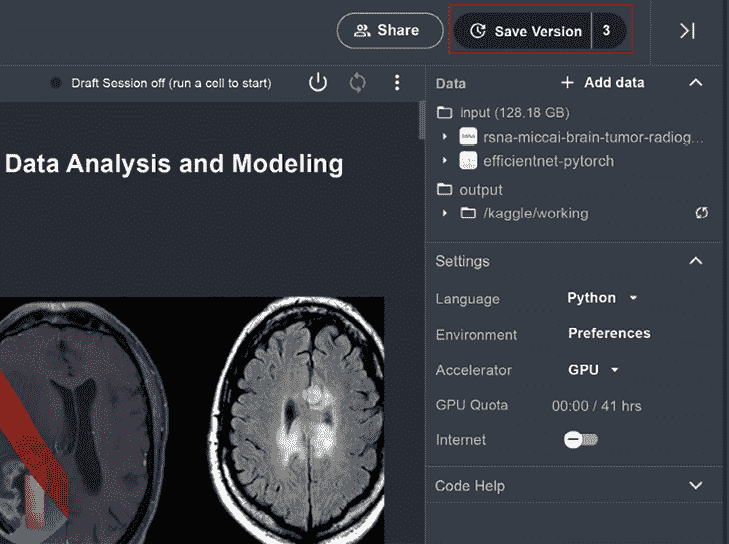 Share
Save Version 3
Draft Session off (run a cell to start)
Data + Add data
input (128.18 GB)
rsna-miccai-brain-tumor-radiog...
efficientnet-pytorch
output
/kaggle/working
Data Analysis and Modeling
Settings
Language Python
Environment Preferences
Accelerator GPU
GPU Quota 00:00 / 41 hrs
Internet
Code Help